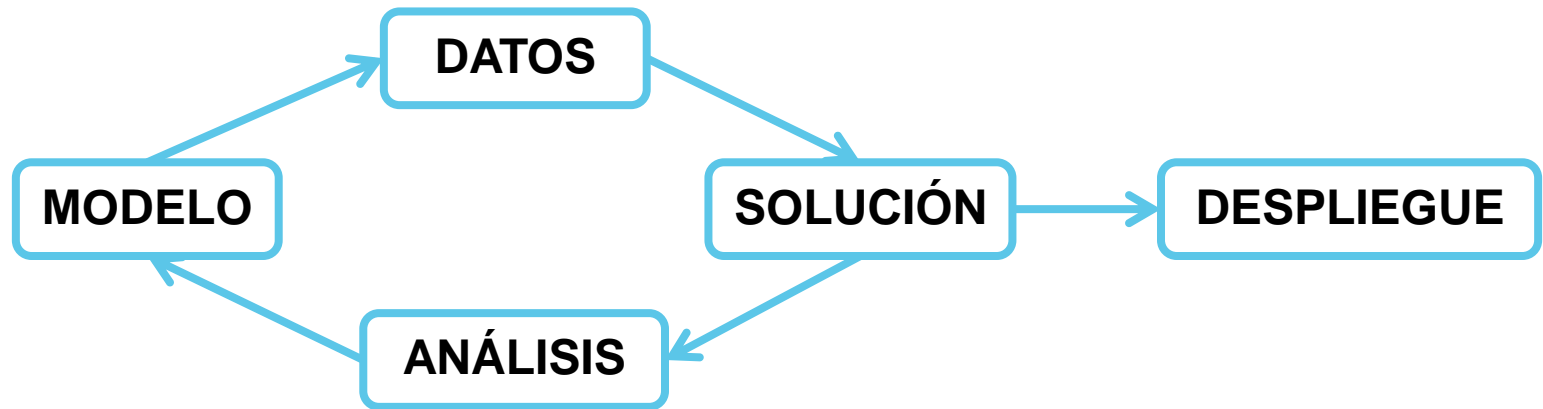 DATOS
MODELO
SOLUCIÓN
DESPLIEGUE
ANÁLISIS